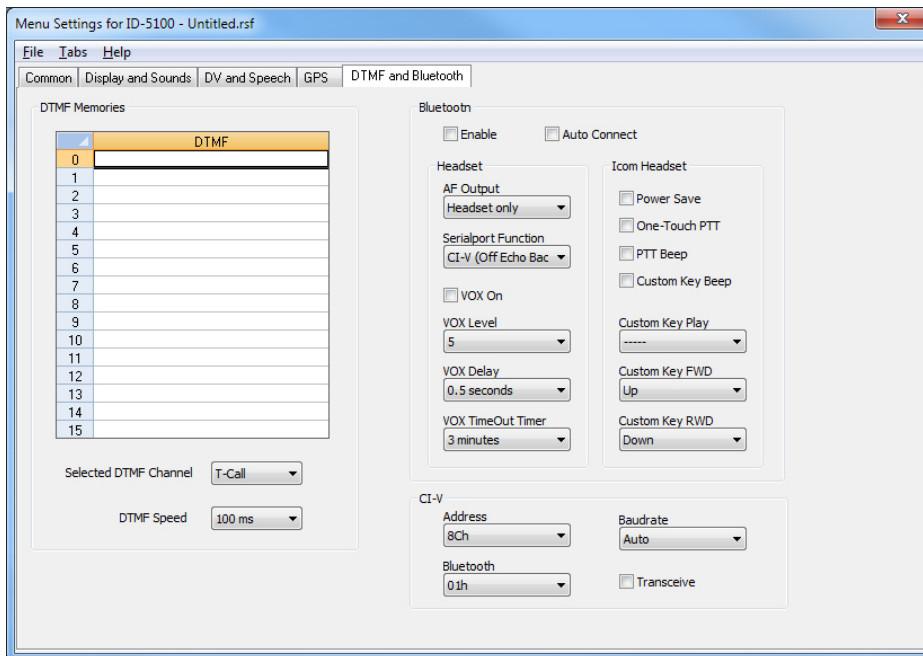 Menu Settings for ID-5100 - Untitled.rsf
File Tabs Help
Common Display and Sounds DV and Speech GPS DTMF and Bluetooth
DTMF Memories
DTMF
0
1
2
3
4
5
6
7
8
9
10
11
12
13
14
15
Selected DTMF Channel T-Call
DTMF Speed 100 ms
Bluetootn
Enable Auto Connect
Headset
AF Output
Headset only
Serialport Function
CI-V (Off Echo Bac
VOX On
VOX Level
5
VOX Delay
0.5 seconds
VOX TimeOut Timer
3 minutes
Icom Headset
Power Save
One-Touch PTT
PTT Beep
Custom Key Beep
Custom Key Play
-----
Custom Key FWD
Up
Custom Key RWD
Down
CI-V
Address
8Ch
Bluetooth
01h
Baudrate
Auto
Transceive